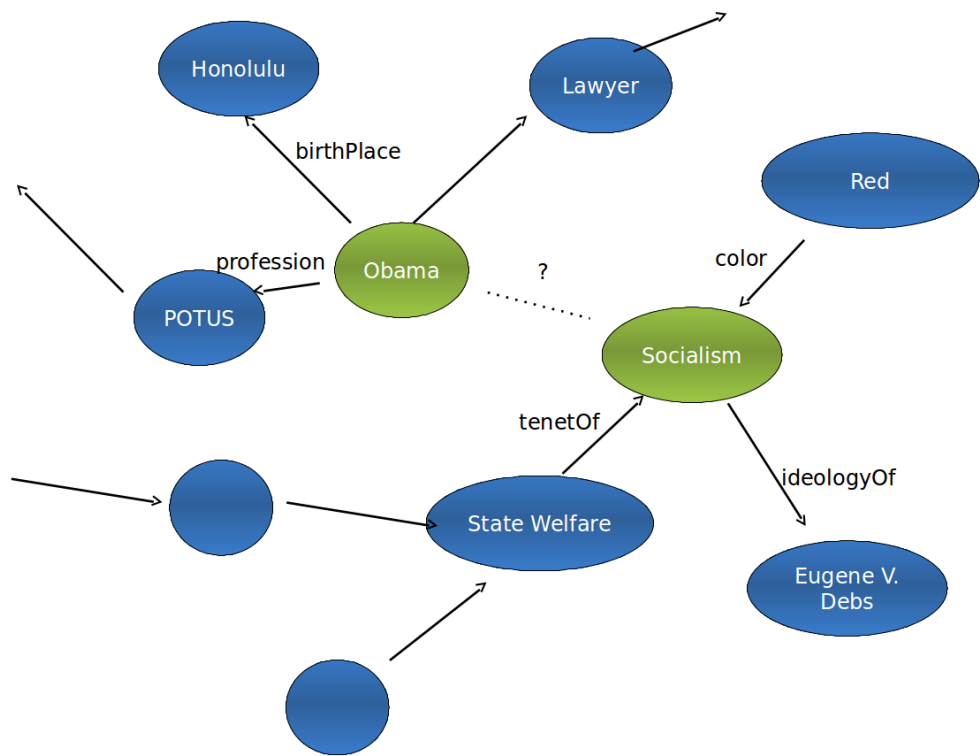 Honolulu
Lawyer
birthPlace
Red
profession
Obama
?
color
POTUS
Socialism
tenetOf
ideologyOf
State Welfare
Eugene V.
Debs